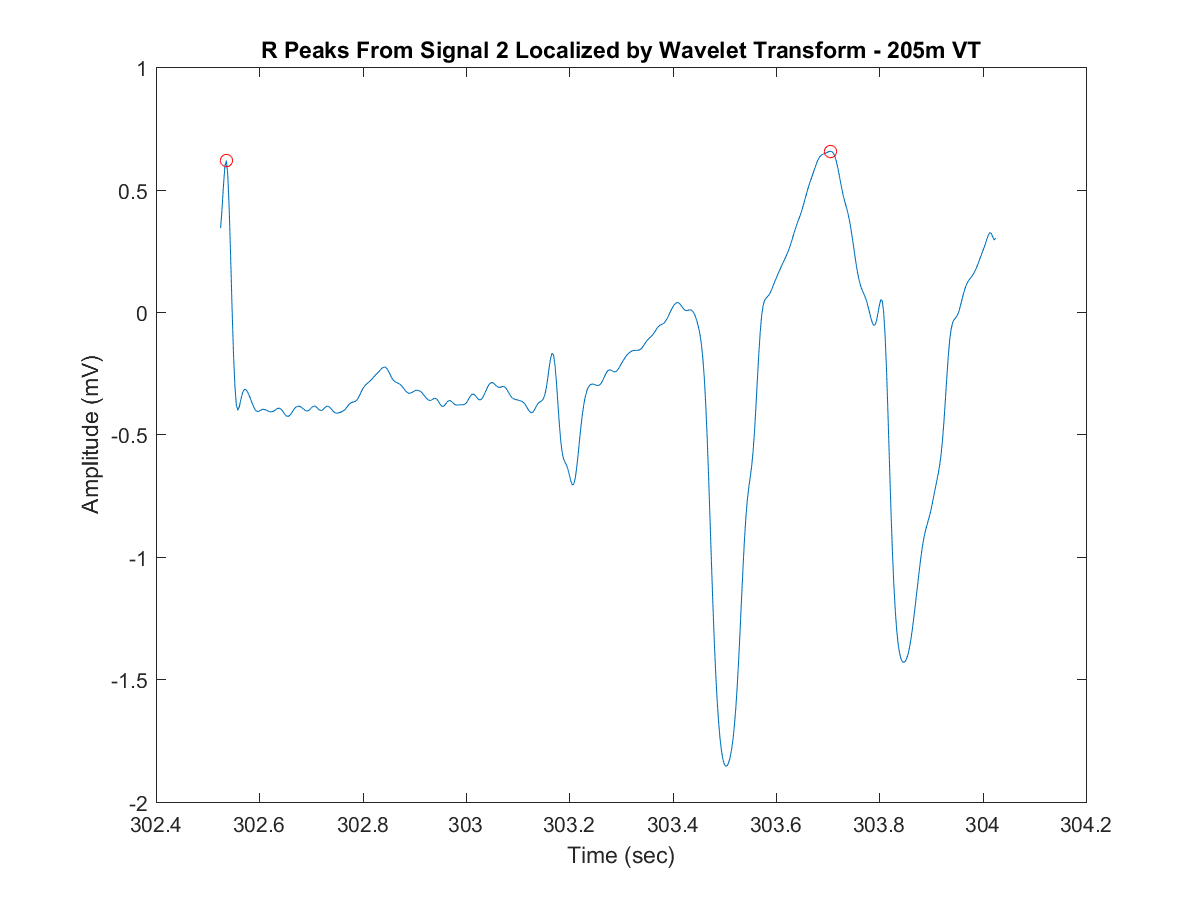 R Peaks From Signal 2 Localized by Wavelet Transform - 205m VT
1
0.5
0
-0.5
-1
-1.5
-2
Amplitude (mV)
302.4 302.6 302.8 303 303.2 303.4 303.6 303.8 304 304.2
Time (sec)